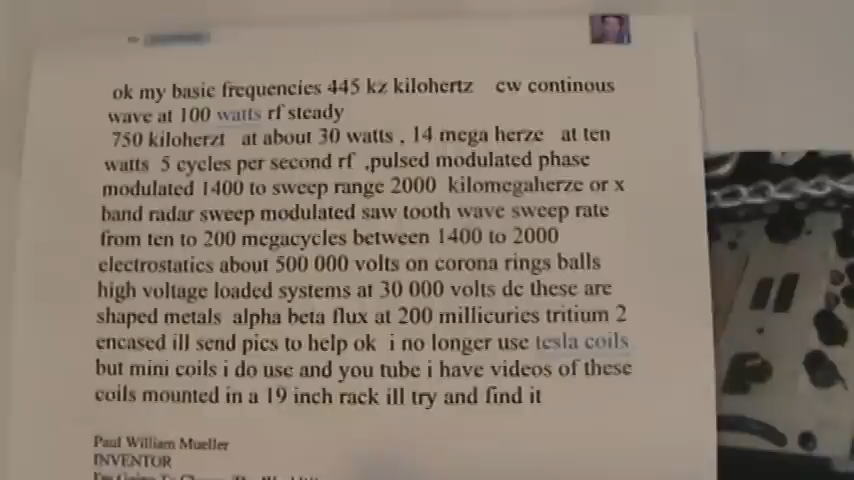 ok my basic frequencies 445 kz kilohertz cw continous
wave at 100 watts rf steady
750 kiloherzt at about 30 watts , 14 mega herze at ten
watts 5 cycles per second rf ,pulsed modulated phase
modulated 1400 to sweep range 2000 kilomegaherze or x
band radar sweep modulated saw tooth wave sweep rate
from ten to 200 megacycles between 1400 to 2000
electrostatics about 500 000 volts on corona rings balls
high voltage loaded systems at 30 000 volts dc these are
shaped metals alpha beta flux at 200 millicuries tritium 2
encased ill send pics to help ok i no longer use tesla coils
but mini coils i do use and you tube i have videos of these
coils mounted in a 19 inch rack ill try and find it
Paul William Mueller
INVENTOR